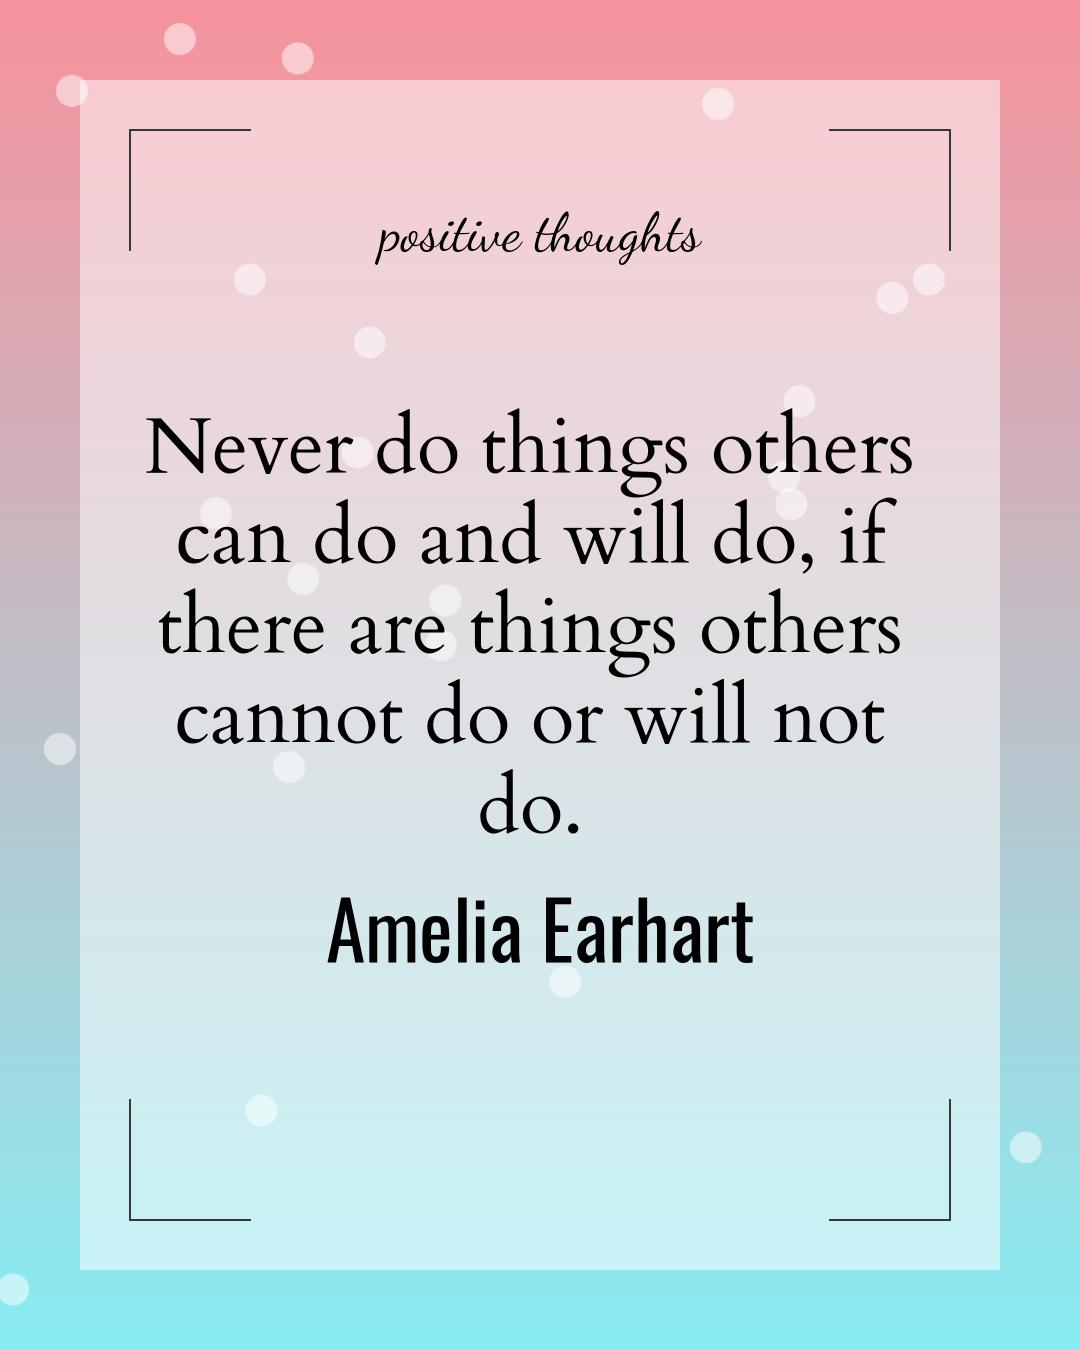 positive thoughts
Never do things others
can do and will do, if
there are things others
cannot do or will not
do.
Amelia Earhart